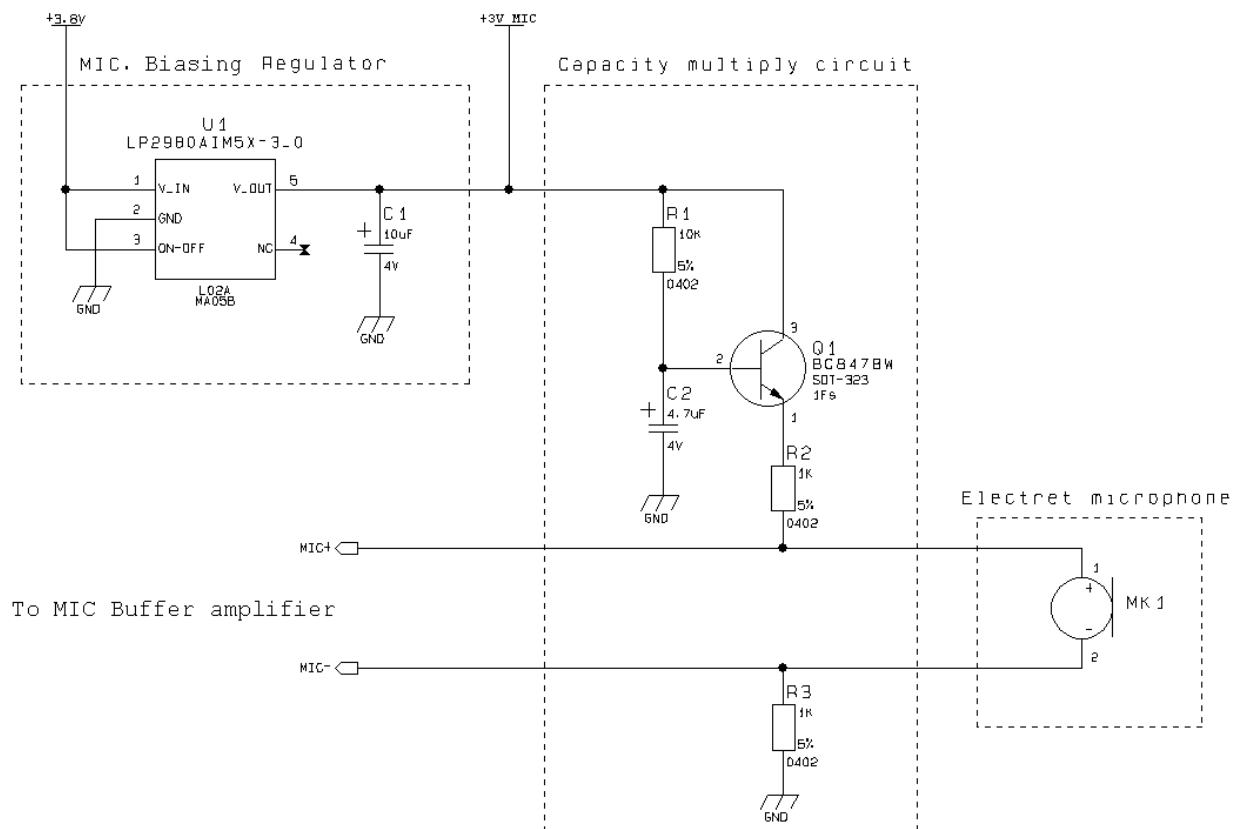 +3.8V
+3V MIC
MIC. Biasing Regulator
Capacity multiply circuit
U1
LP2980AIM5X-3_0
1
V_IN
V_OUT
5
2
GND
3
ON-OFF
NC
4
L02A
MA05B
GND
C1
+
10uF
4V
GND
R1
10K
5%
0402
2
3
Q1
BC847BW
SOT-323
1Fs
1
C2
+
4.7uF
4V
GND
R2
1K
5%
0402
Electret microphone
MIC+
1
+
MK1
-
2
To MIC Buffer amplifier
MIC-
R3
1K
5%
0402
GND